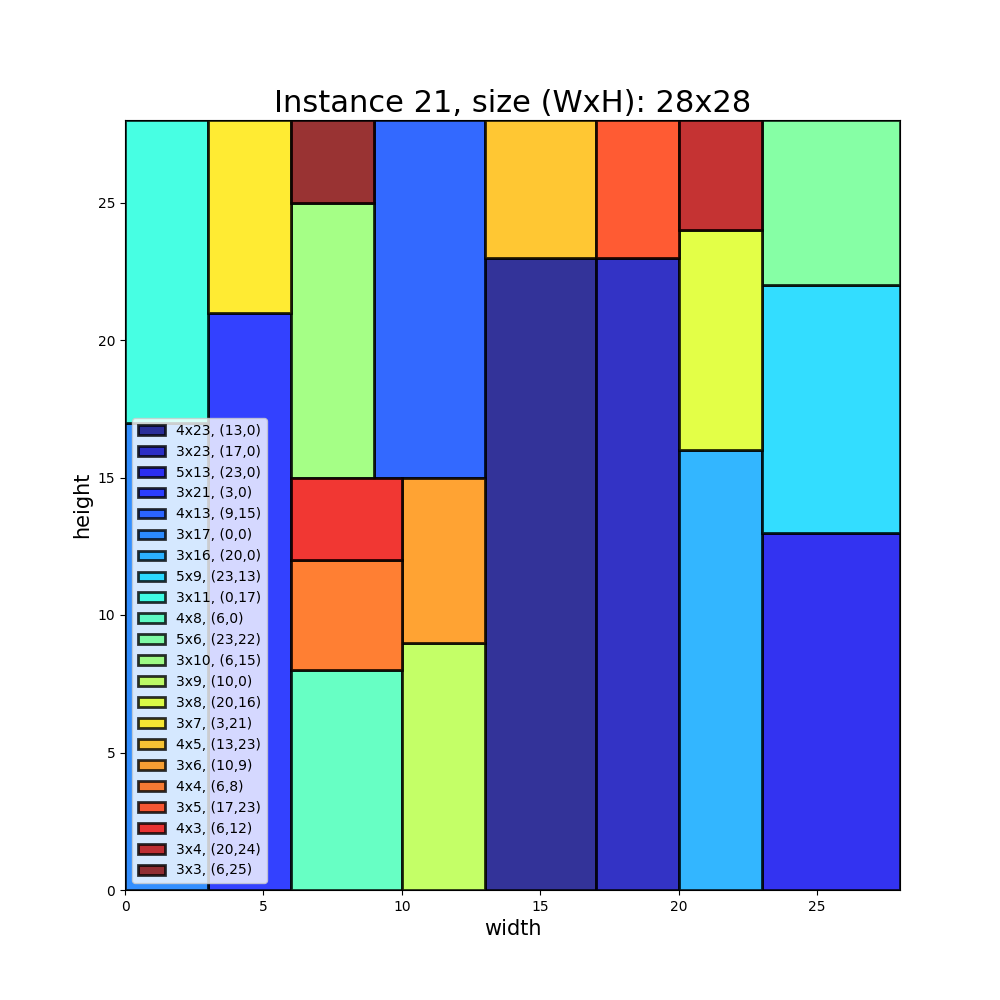 Instance 21, size (WxH): 28x28
height
25
20
15
10
5
0
4x23, (13,0)
3x23, (17,0)
5x13, (23,0)
3x21, (3,0)
4x13, (9,15)
3x17, (0,0)
3x16, (20,0)
5x9, (23,13)
3x11, (0,17)
4x8, (6,0)
5x6, (23,22)
3x10, (6,15)
3x9, (10,0)
3x8, (20,16)
3x7, (3,21)
4x5, (13,23)
3x6, (10,9)
4x4, (6,8)
3x5, (17,23)
4x3, (6,12)
3x4, (20,24)
3x3, (6,25)
0 5 10 15 20 25
width